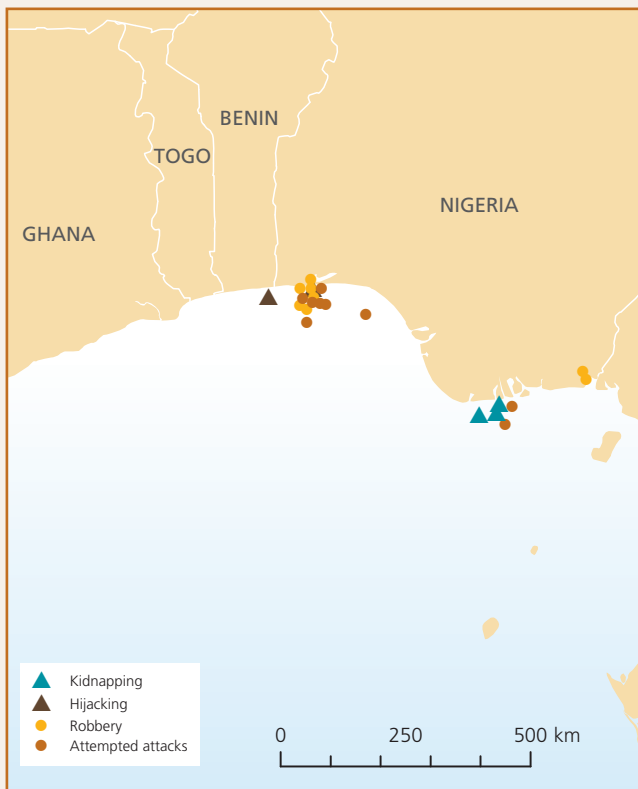 BENIN
TOGO
NIGERIA
GHANA
Kidnapping
Hijacking
Robbery
Attempted attacks
0 250 500 km